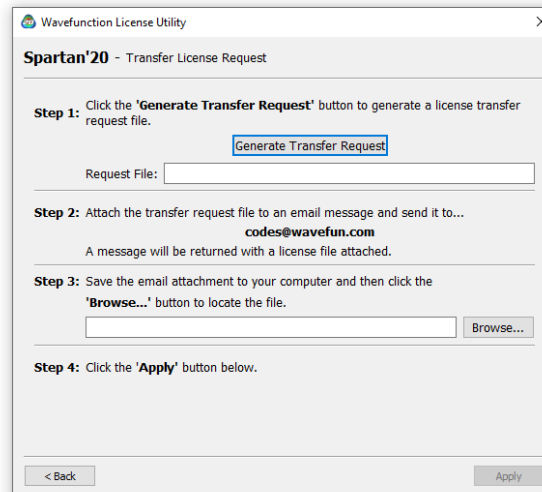 Wavefunction License Utility
Spartan'20 - Transfer License Request
Step 1: Click the 'Generate Transfer Request' button to generate a license transfer
request file.
Generate Transfer Request
Request File:
Step 2: Attach the transfer request file to an email message and send it to...
codes@wavefun.com
A message will be returned with a license file attached.
Step 3: Save the email attachment to your computer and then click the
'Browse...' button to locate the file.
Browse...
Step 4: Click the 'Apply' button below.
< Back
Apply